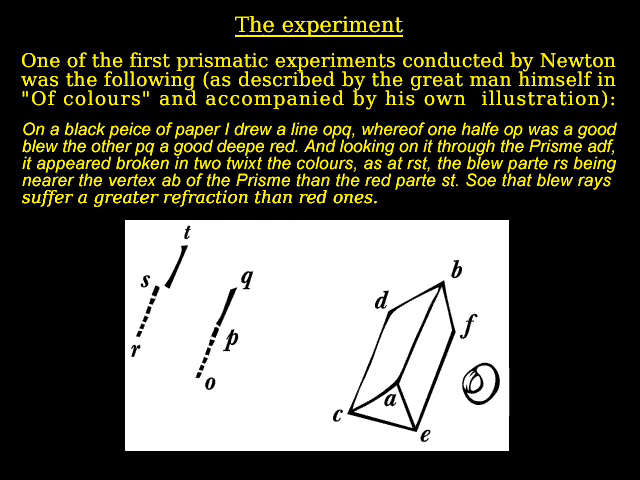 The experiment
One of the first prismatic experiments conducted by Newton
was the following (as described by the great man himself in
"Of colours" and accompanied by his own illustration):
On a black peice of paper I drew a line opq, whereof one halfe op was a good
blew the other pq a good deepe red. And looking on it through the Prisme adf,
it appeared broken in two twixt the colours, as at rst, the blew parte rs being
nearer the vertex ab of the Prisme than the red parte st. Soe that blew rays
suffer a greater refraction than red ones.
t
s
q
r
p
o
b
d
f
a
c
e